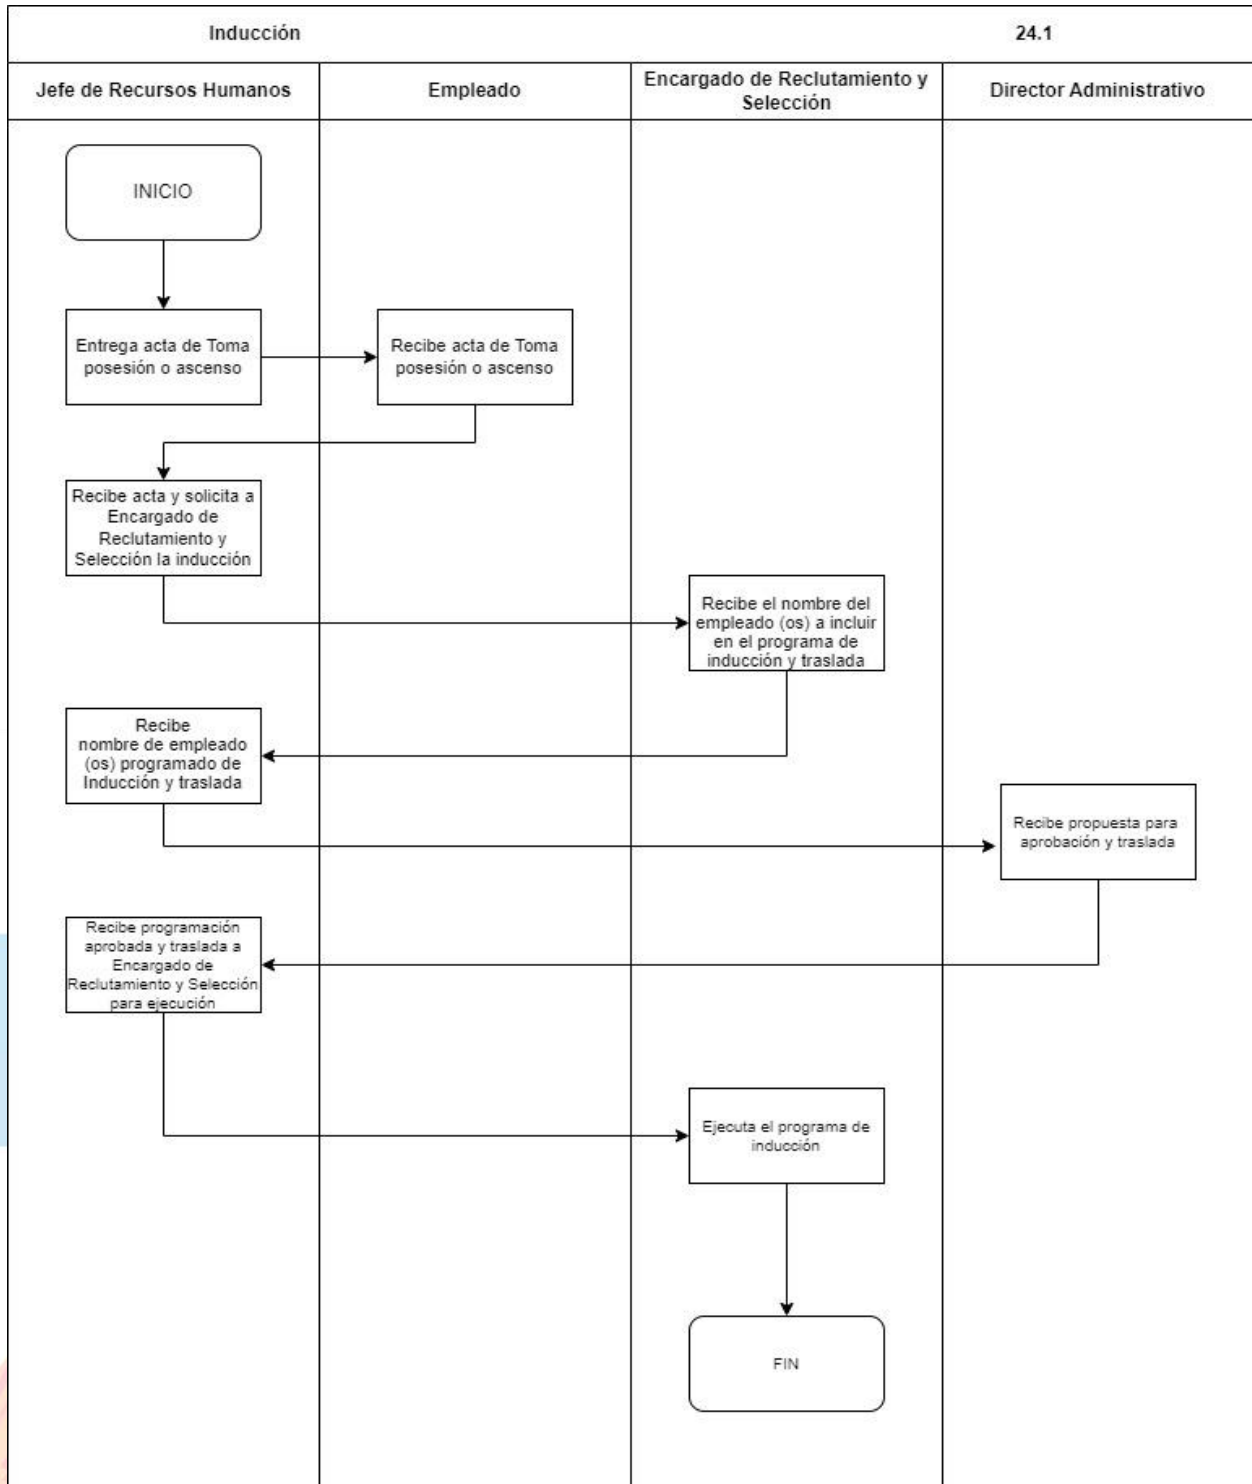 Inducción
24.1
Jefe de Recursos Humanos
Empleado
Encargado de Reclutamiento y
Selección
Director Administrativo
INICIO
Entrega acta de Toma
posesión o ascenso
Recibe acta de Toma
posesión o ascenso
Recibe acta y solicita a
Encargado de
Reclutamiento y
Selección la inducción
Recibe el nombre del
empleado (os) a incluir
en el programa de
inducción y traslada
Recibe
nombre de empleado
(os) programado de
Inducción y traslada
Recibe propuesta para
aprobación y traslada
Recibe programación
aprobada y traslada a
Encargado de
Reclutamiento y Selección
para ejecución
Ejecuta el programa de
inducción
FIN